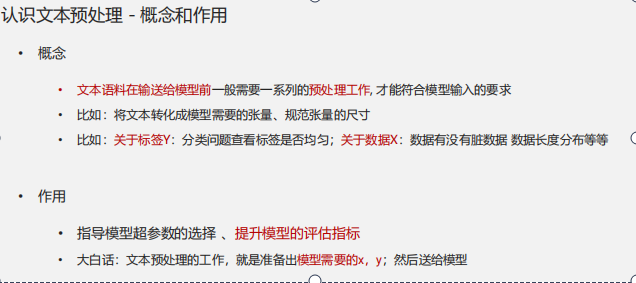 认识文本预处理 - 概念和作用
• 概念
• 文本语料在输送给模型前一般需要一系列的预处理工作, 才能符合模型输入的要求
• 比如：将文本转化成模型需要的张量、规范张量的尺寸
• 比如：关于标签Y：分类问题查看标签是否均匀；关于数据X：数据有没有脏数据 数据长度分布等等
• 作用
• 指导模型超参数的选择 、提升模型的评估指标
• 大白话：文本预处理的工作，就是准备出模型需要的x，y；然后送给模型